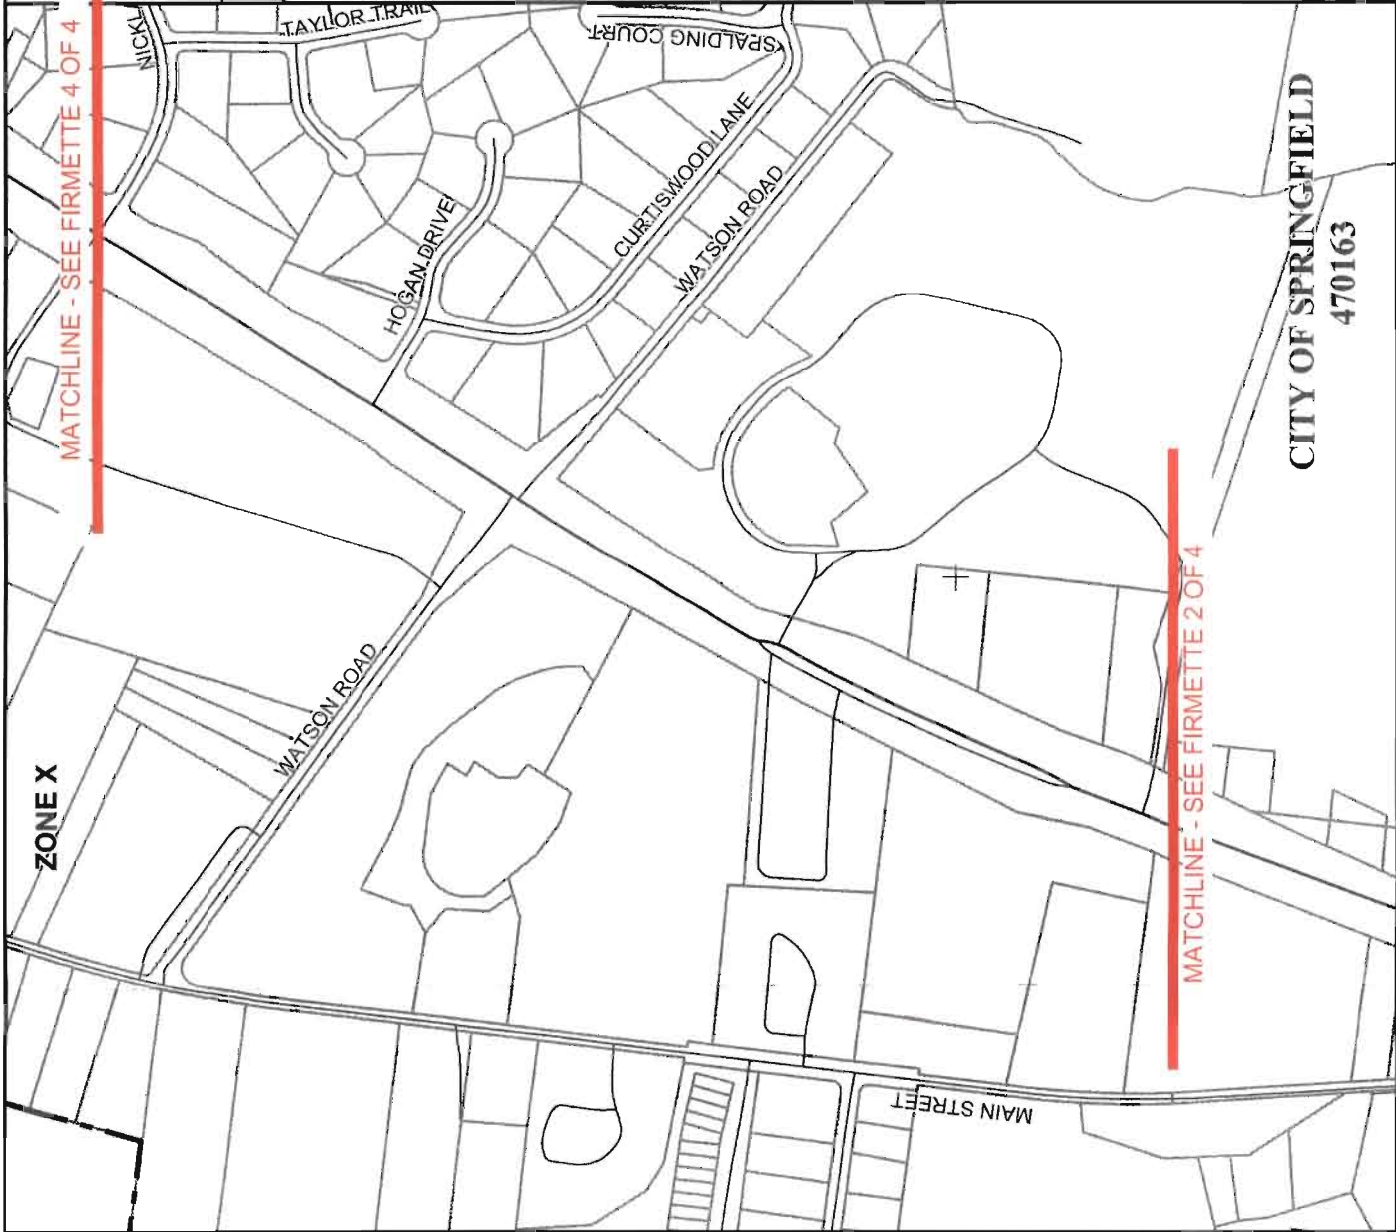 MATCHLINE - SEE FIRMETTE 4 OF 4
TAYLOR TRAIL
SPALDING COURT
HOGAN DRIVE
CURTISWOOD LANE
WATSON ROAD
CITY OF SPRINGFIELD
470163
WATSON ROAD
ZONE X
MATCHLINE - SEE FIRMETTE 2 OF 4
MAIN STREET